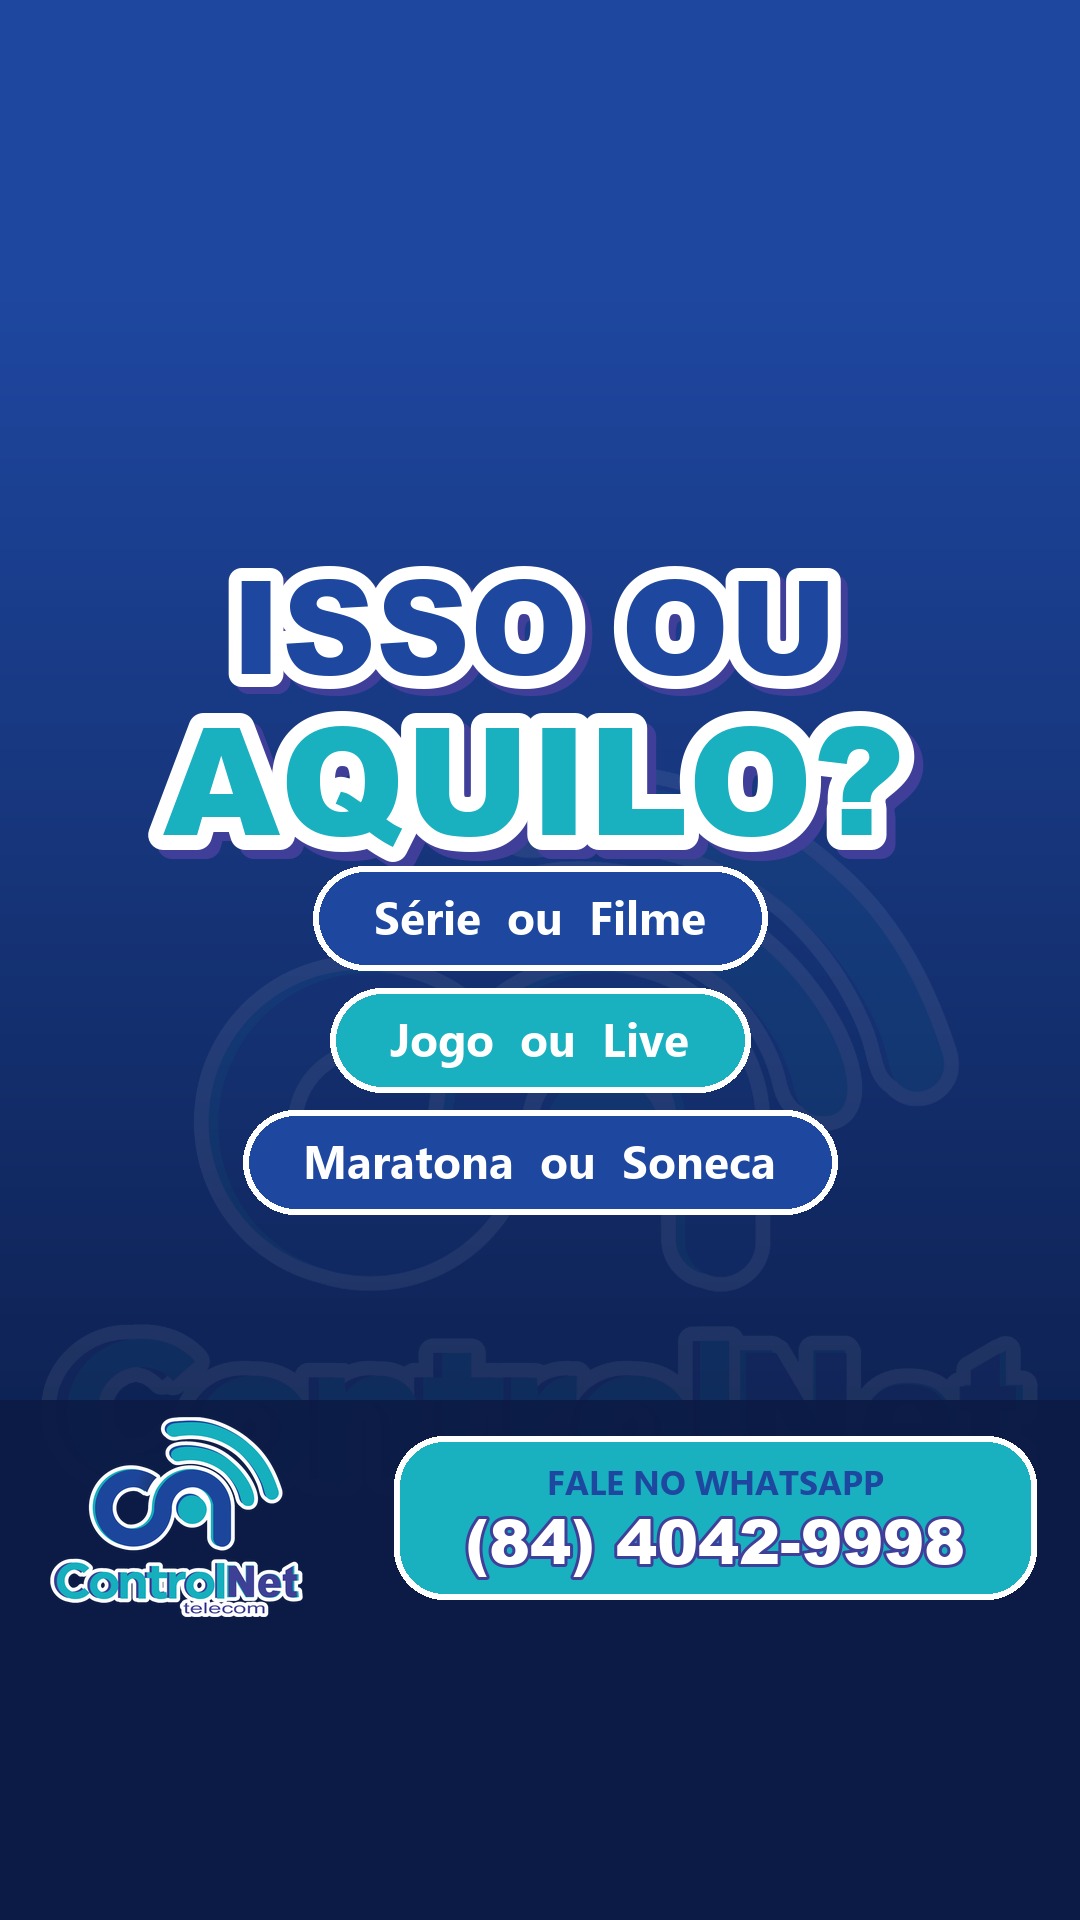 ISSO OU
AQUILO?
Série ou Filme
Jogo ou Live
Maratona ou Soneca
ControlNet
FALE NO WHATSAPP
(84) 4042-9998
ControlNet
telecom